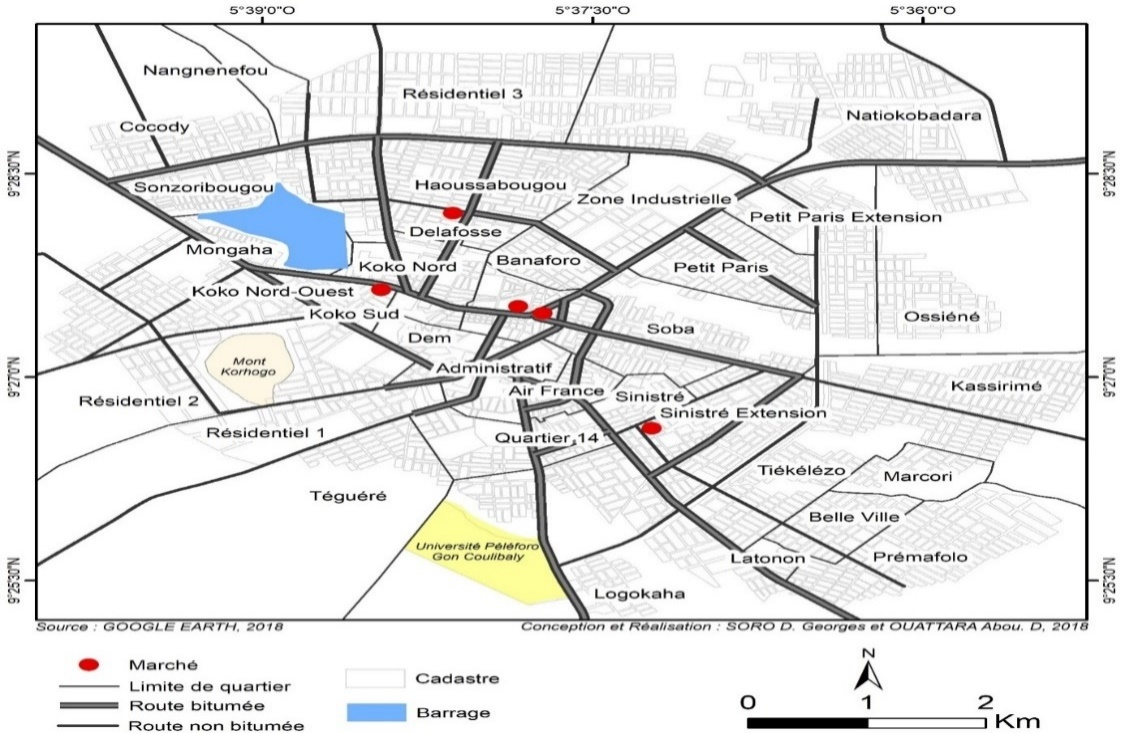 5°39'0"O
5°37'30"O
5°36'0"O
Nangnenefou
Résidentiel 3
Cocody
Natiokobadara
9°28'30"N
9°28'30"N
Sonzoribougou
Haoussabougou
Zone Industrielle
Petit Paris Extension
Delafosse
Mongaha
Koko Nord
Banaforo
Petit Paris
Koko Nord-Ouest
Koko Sud
Soba
Ossiéné
Dem
Mont
Korhogo
Administratif
9°27'0"N
9°27'0"N
Air France
Sinistré
Kassirimé
Résidentiel 2
Sinistré Extension
Résidentiel 1
Quartier 14
Tiékélézo
Marcori
Téguéré
Belle Ville
Université Péléforo
Gon Coulibaly
Latonon
Prémafolo
9°25'30"N
9°25'30"N
Logokaha
Source : GOOGLE EARTH, 2018
Conception et Réalisation : SORO D. Georges et OUATTARA Abou. D, 2018
Marché
Limite de quartier
Route bitumée
Route non bitumée
Cadastre
Barrage
N
0 1 2
Km